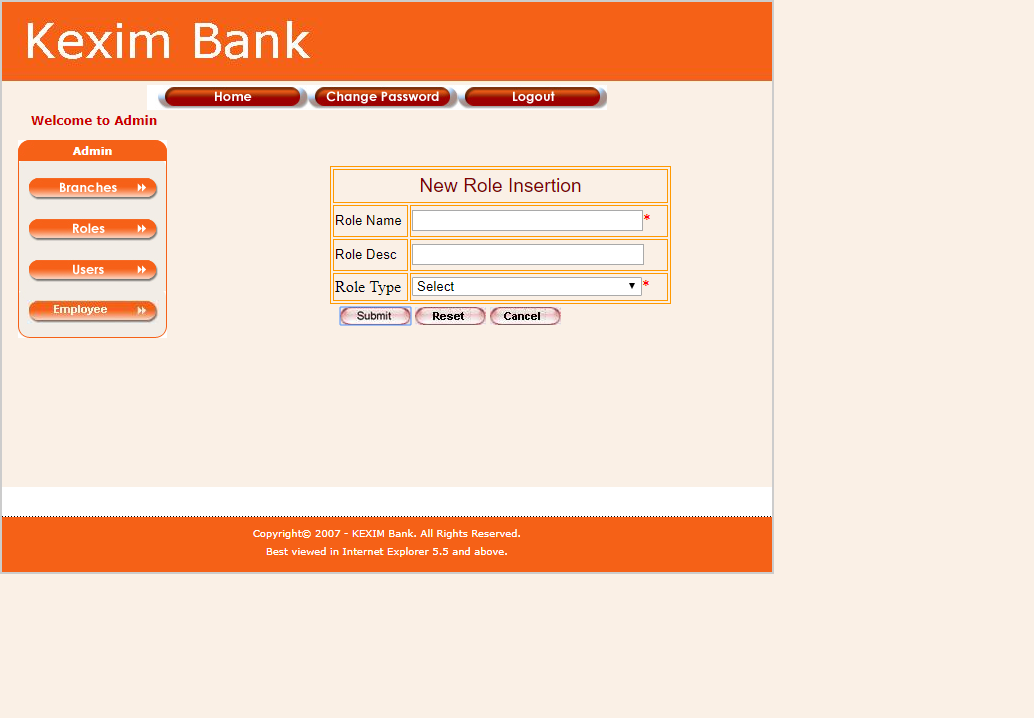 Kexim Bank
Home Change Password Logout
Welcome to Admin
Admin
Branches
Roles
Users
Employee
New Role Insertion
Role Name *
Role Desc
Role Type Select *
Submit Reset Cancel
Copyright© 2007 - KEXIM Bank. All Rights Reserved.
Best viewed in Internet Explorer 5.5 and above.